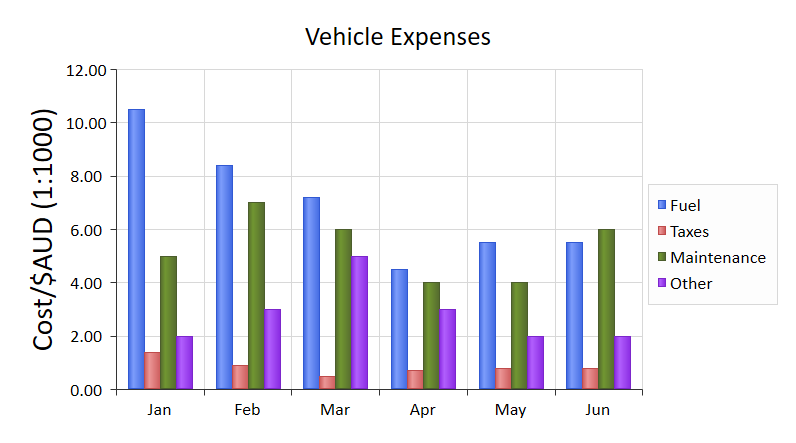 Vehicle Expenses
Cost/$AUD (1:1000)
12.00
10.00
8.00
6.00
4.00
2.00
0.00
Jan Feb Mar Apr May Jun
Fuel
Taxes
Maintenance
Other